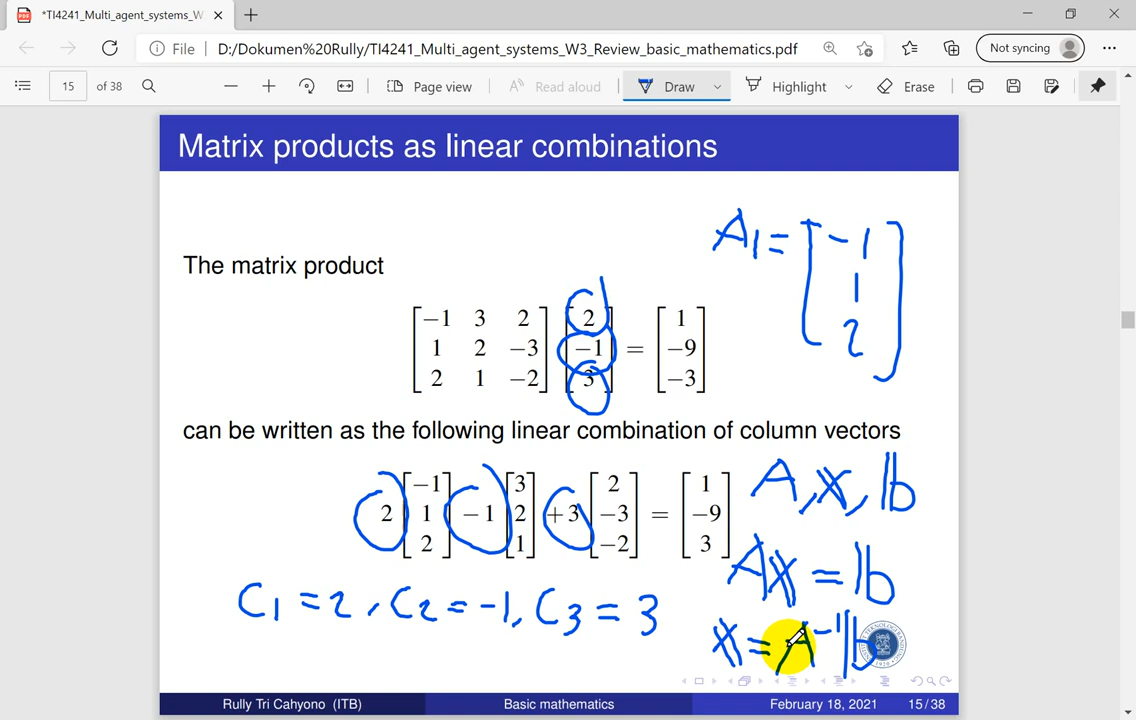 *TI4241_Multi_agent_systems_W
File D:/Dokumen%20Rully/TI4241_Multi_agent_systems_W3_Review_basic_mathematics.pdf Not syncing
15 of 38 Page view Read aloud Draw Highlight Erase
Matrix products as linear combinations
A1 = [-1
1
2]
The matrix product
[−1 3 2] [2] [1]
[1 2 −3] [−1] = [−9]
[2 1 −2] [3] [−3]
can be written as the following linear combination of column vectors
A, x, b
[−1] [3] [2] [1]
2 [1] − 1 [2] + 3 [−3] = [−9]
[2] [1] [−2] [3]
Ax = b
C1 = 2, C2 = -1, C3 = 3
x = A-1 b
Rully Tri Cahyono (ITB) Basic mathematics February 18, 2021 15 / 38